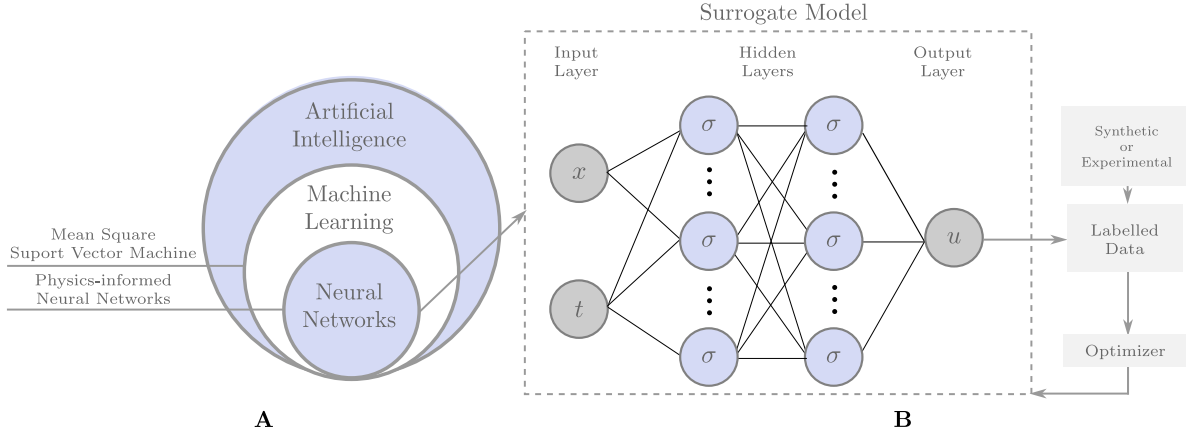 Surrogate Model
Artificial
Intelligence
Machine
Learning
Mean Square
Suport Vector Machine
Physics-informed
Neural Networks
Neural
Networks
A
Input
Layer
Hidden
Layers
Output
Layer
x
t
σ
σ
σ
σ
σ
σ
u
Synthetic
or
Experimental
Labelled
Data
Optimizer
B